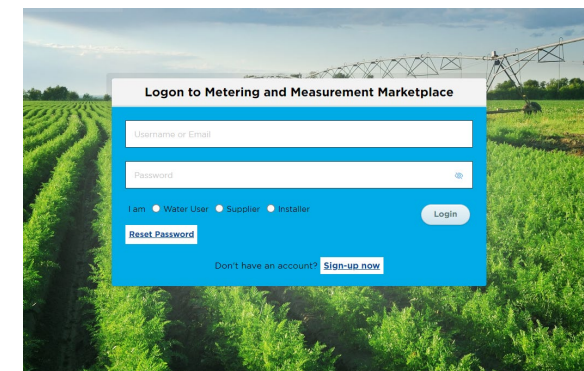 Logon to Metering and Measurement Marketplace
Username or Email
Password
I am Water User Supplier Installer
Login
Reset Password
Don't have an account? Sign-up now